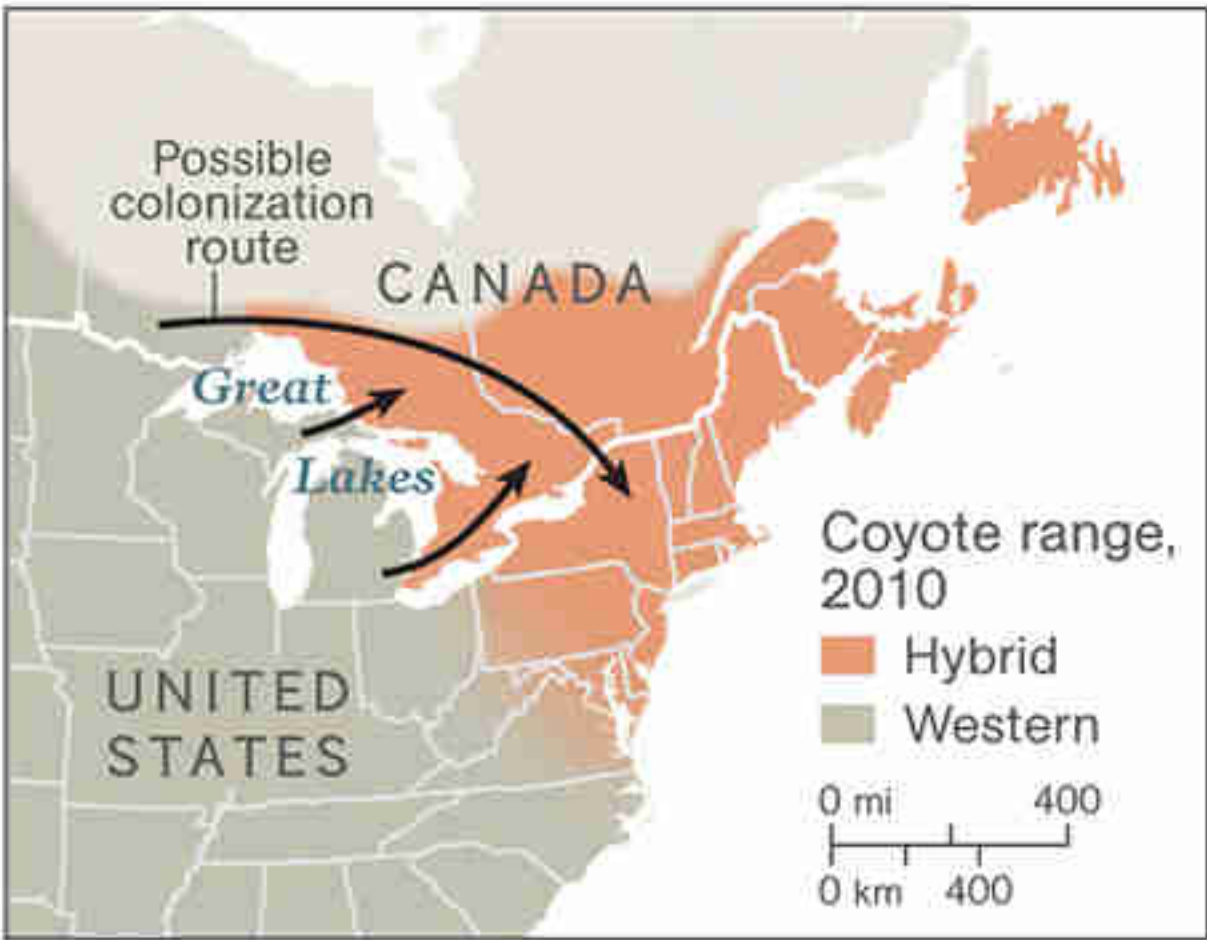 Possible
colonization
route
CANADA
Great
Lakes
UNITED
STATES
Coyote range,
2010
Hybrid
Western
0 mi 400
0 km 400